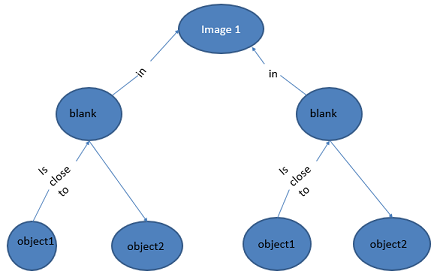 Image 1
in
in
blank
blank
Is
close
to
Is
close
to
object1
object2
object1
object2